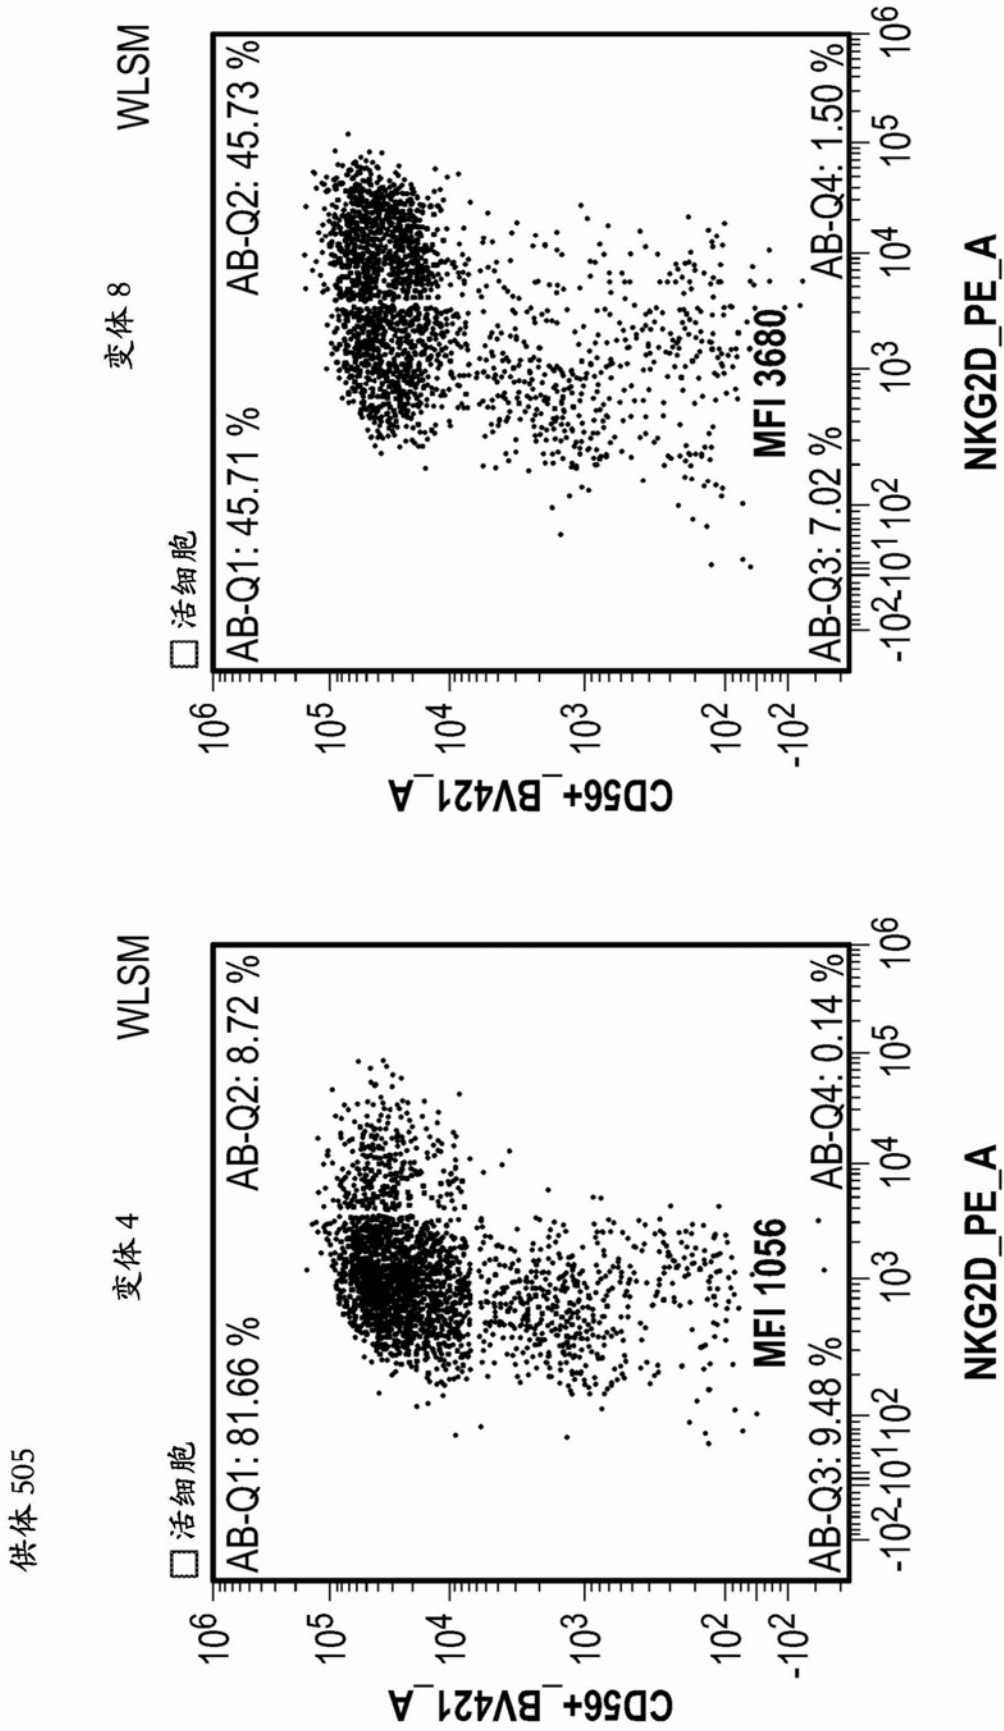 供体 505
变体 4
WLSM
活细胞
AB-Q1: 81.66 %
AB-Q2: 8.72 %
10⁶
10⁵
10⁴
10³
10²
-10²
CD56+_BV421_A
MFI 1056
AB-Q3: 9.48 %
AB-Q4: 0.14 %
-10²-10¹10² 10³ 10⁴ 10⁵ 10⁶
NKG2D_PE_A
变体 8
WLSM
活细胞
AB-Q1: 45.71 %
AB-Q2: 45.73 %
10⁶
10⁵
10⁴
10³
10²
-10²
CD56+_BV421_A
MFI 3680
AB-Q3: 7.02 %
AB-Q4: 1.50 %
-10²-10¹10² 10³ 10⁴ 10⁵ 10⁶
NKG2D_PE_A